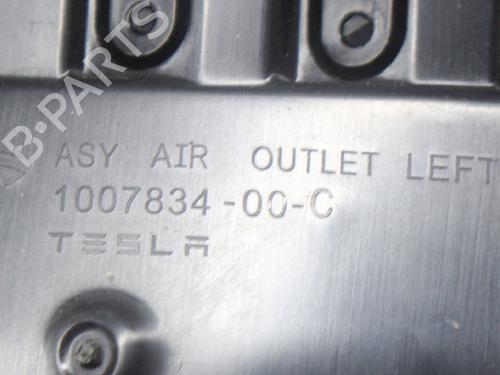 B-PARTS
ASY AIR OUTLET LEFT
1007834-00-C
TESLA